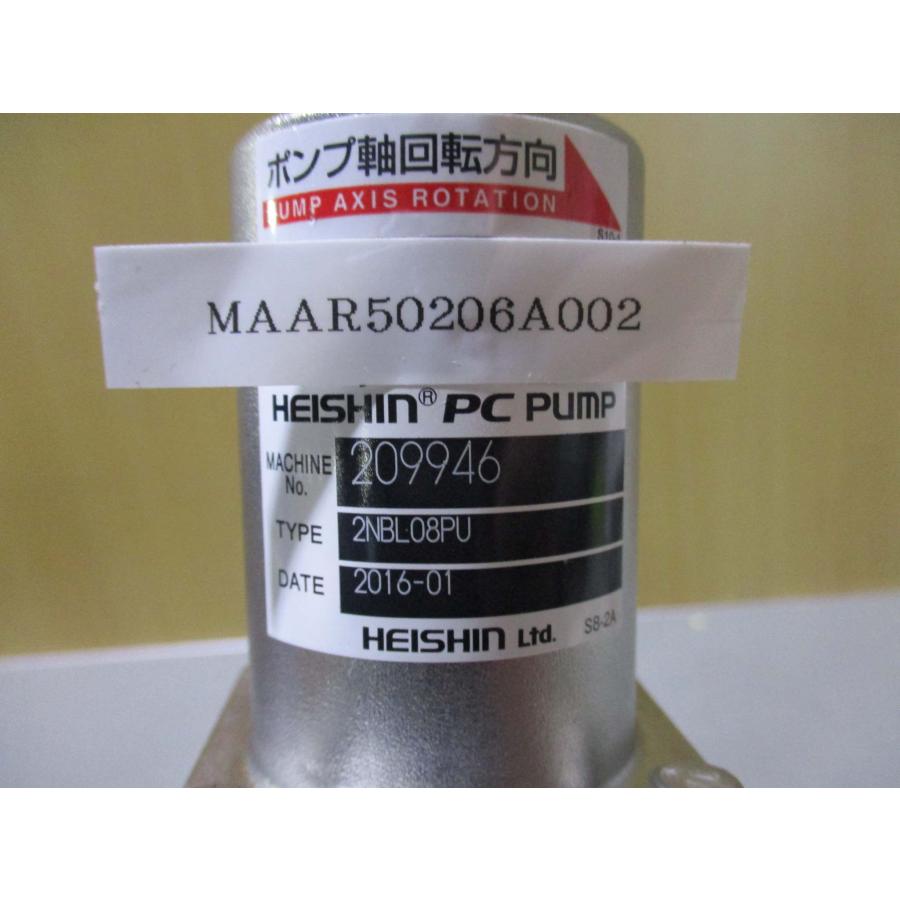 ポンプ軸回転方向
PUMP AXIS ROTATION
MAAR50206A002
HEISHIN® PC PUMP
MACHINE No. 209946
TYPE 2NBL08PU
DATE 2016-01
HEISHIN Ltd.
S8-2A